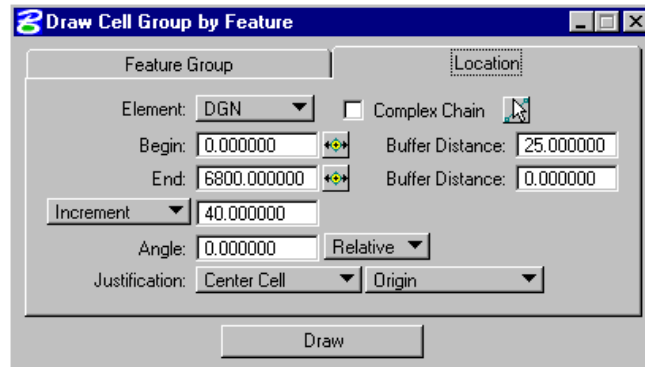 Draw Cell Group by Feature
Feature Group Location
Element: DGN Complex Chain
Begin: 0.000000 Buffer Distance: 25.000000
End: 6800.000000 Buffer Distance: 0.000000
Increment 40.000000
Angle: 0.000000 Relative
Justification: Center Cell Origin
Draw